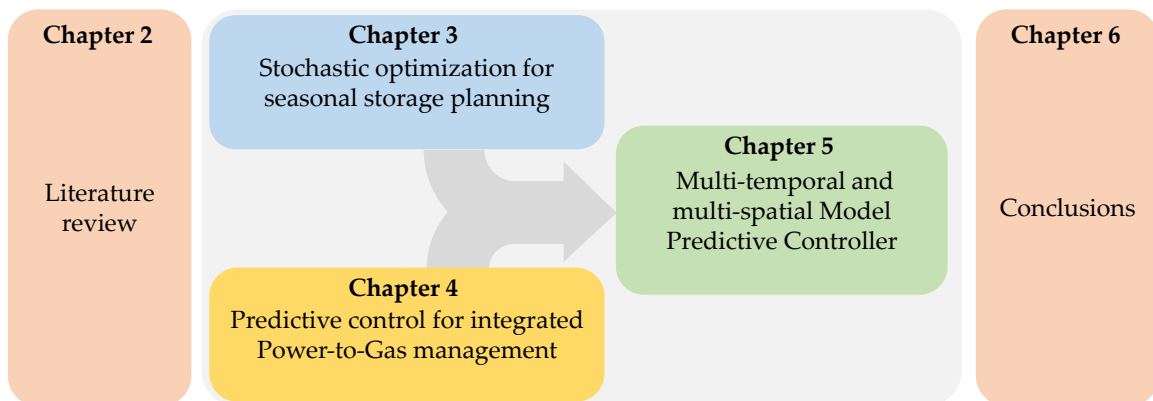 Chapter 2
Literature
review
Chapter 3
Stochastic optimization for
seasonal storage planning
Chapter 4
Predictive control for integrated
Power-to-Gas management
Chapter 5
Multi-temporal and
multi-spatial Model
Predictive Controller
Chapter 6
Conclusions